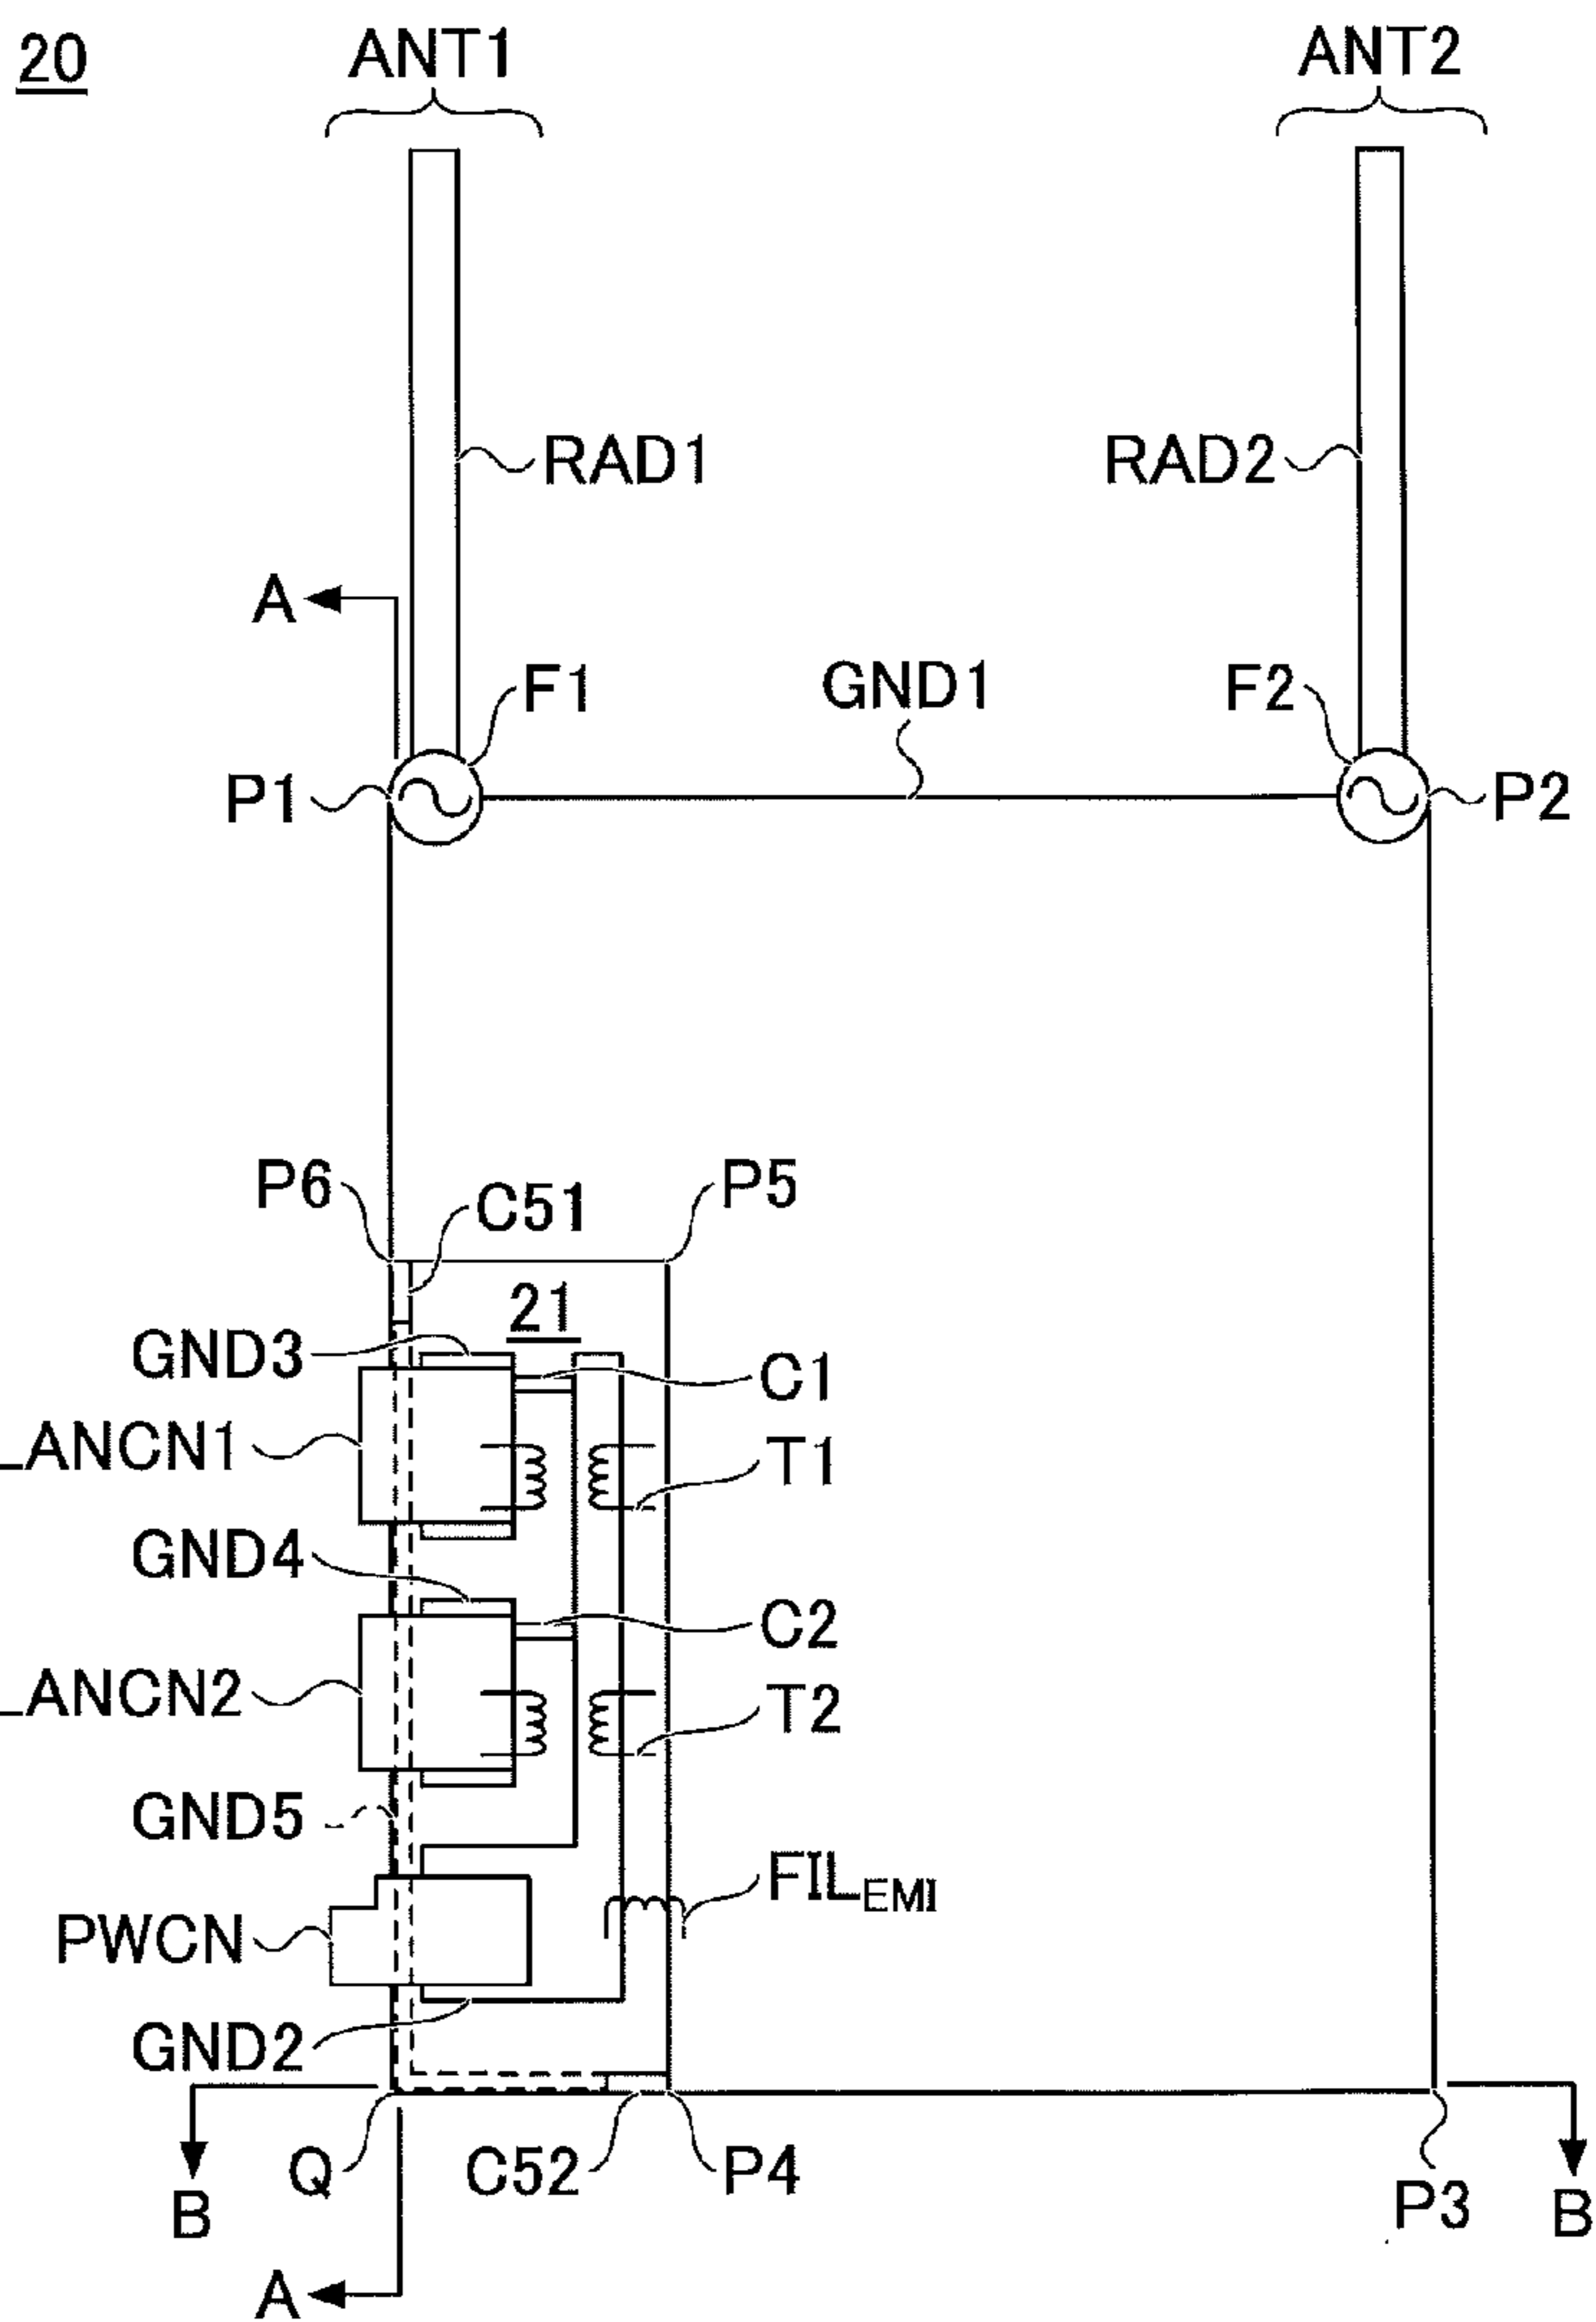 20
ANT1
ANT2
RAD1
RAD2
A
F1
GND1
F2
P1
P2
P6
C51
P5
21
GND3
C1
LANCN1
T1
GND4
C2
LANCN2
T2
GND5
FILEMI
PWCN
GND2
Q
C52
P4
P3
B
B
A